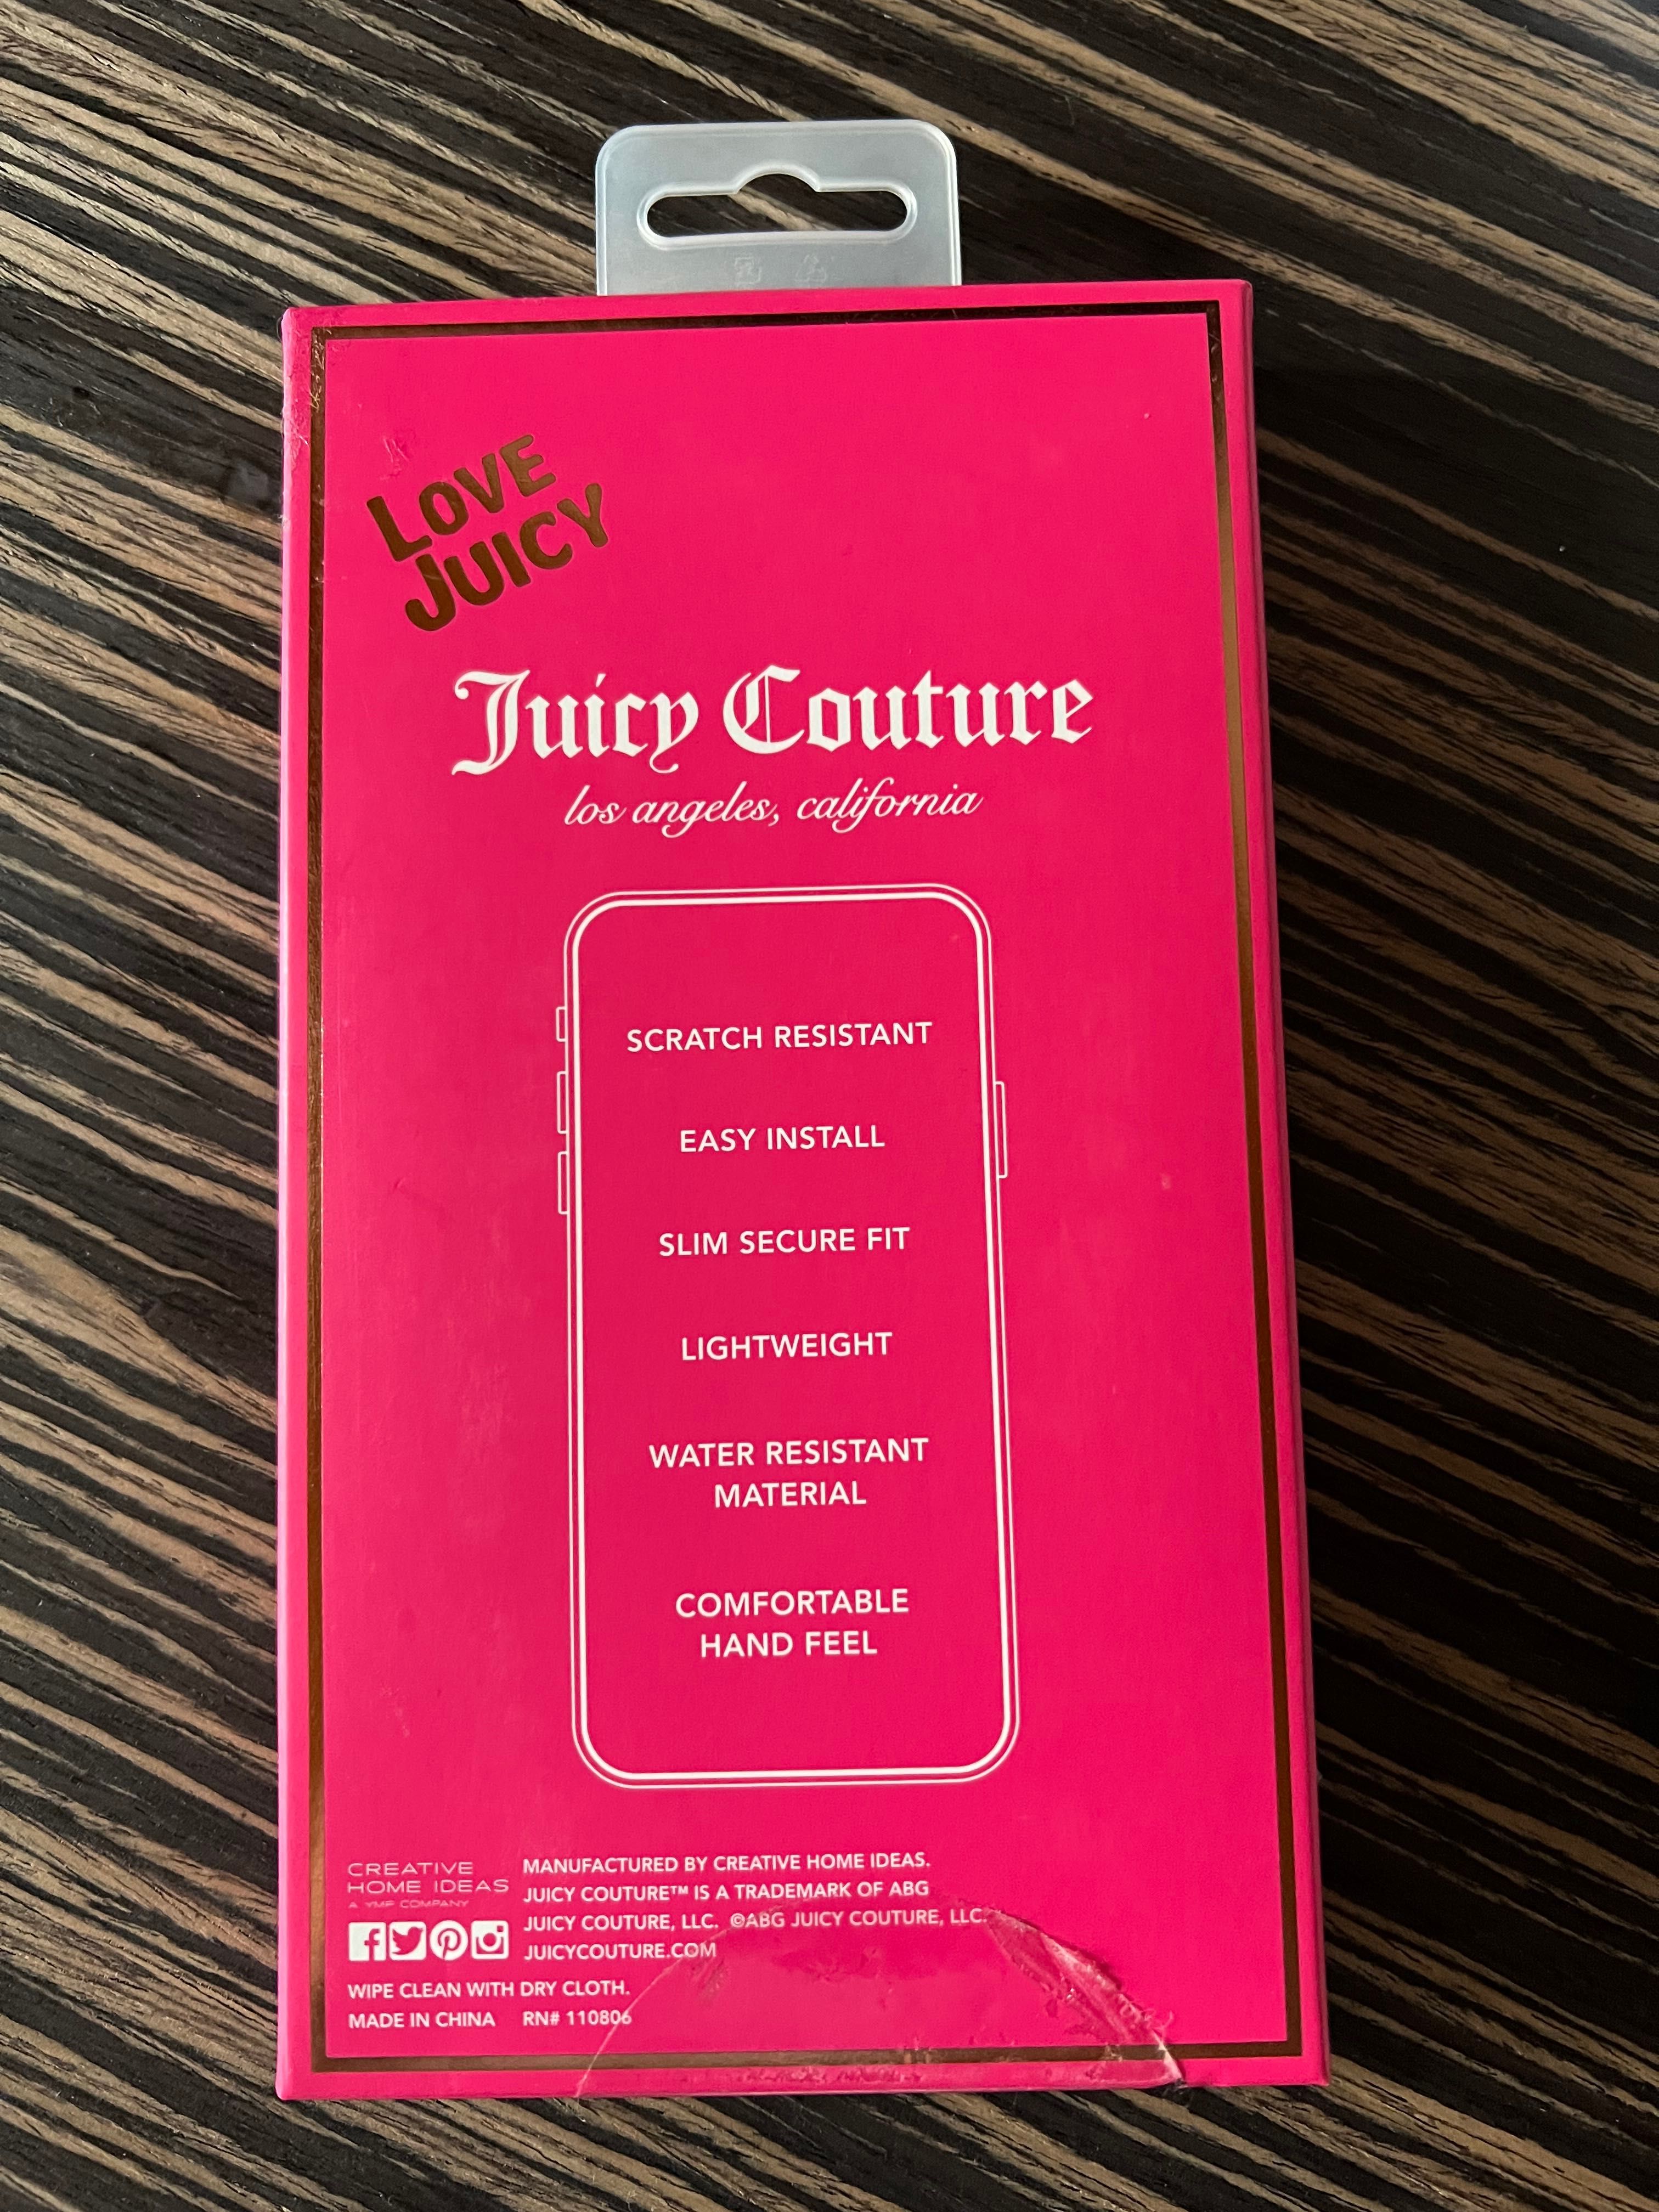 LOVE
JUICY
Juicy Couture
los angeles, california
SCRATCH RESISTANT
EASY INSTALL
SLIM SECURE FIT
LIGHTWEIGHT
WATER RESISTANT
MATERIAL
COMFORTABLE
HAND FEEL
CREATIVE
HOME IDEAS
A YMF COMPANY
MANUFACTURED BY CREATIVE HOME IDEAS.
JUICY COUTURE™ IS A TRADEMARK OF ABG
JUICY COUTURE, LLC. ©ABG JUICY COUTURE, LLC.
JUICYCOUTURE.COM
WIPE CLEAN WITH DRY CLOTH.
MADE IN CHINA RN# 110806